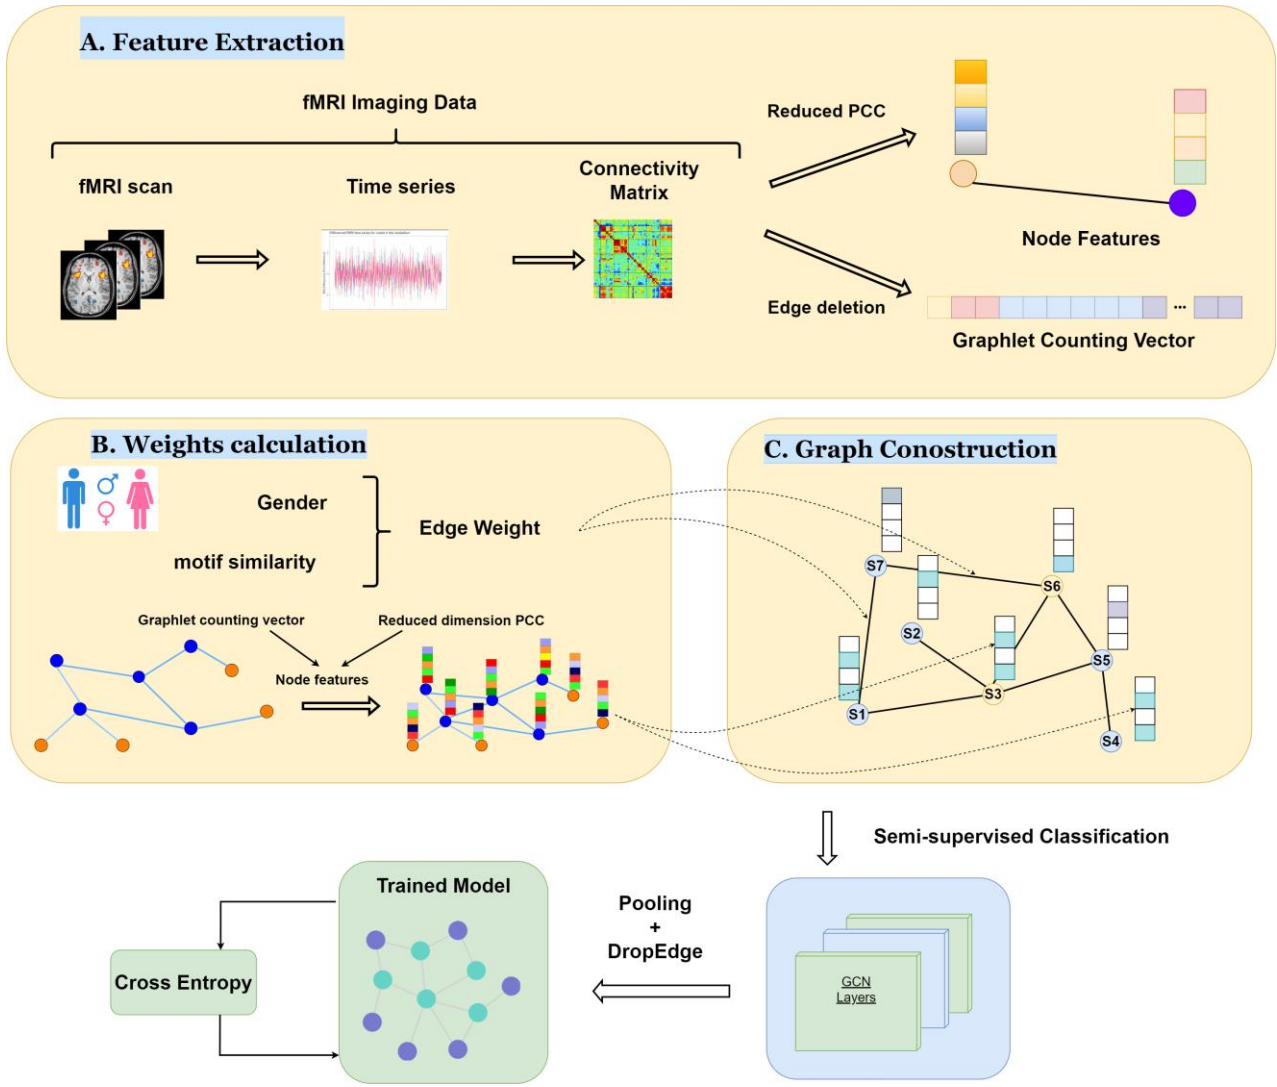 A. Feature Extraction
fMRI Imaging Data
fMRI scan
Time series
Connectivity
Matrix
Reduced PCC
Node Features
Edge deletion
...
Graphlet Counting Vector
B. Weights calculation
Gender
motif similarity
Edge Weight
Graphlet counting vector
Reduced dimension PCC
Node features
C. Graph Conostruction
S7
S6
S2
S5
S3
S1
S4
Semi-supervised Classification
GCN
Layers
Pooling
+
DropEdge
Trained Model
Cross Entropy